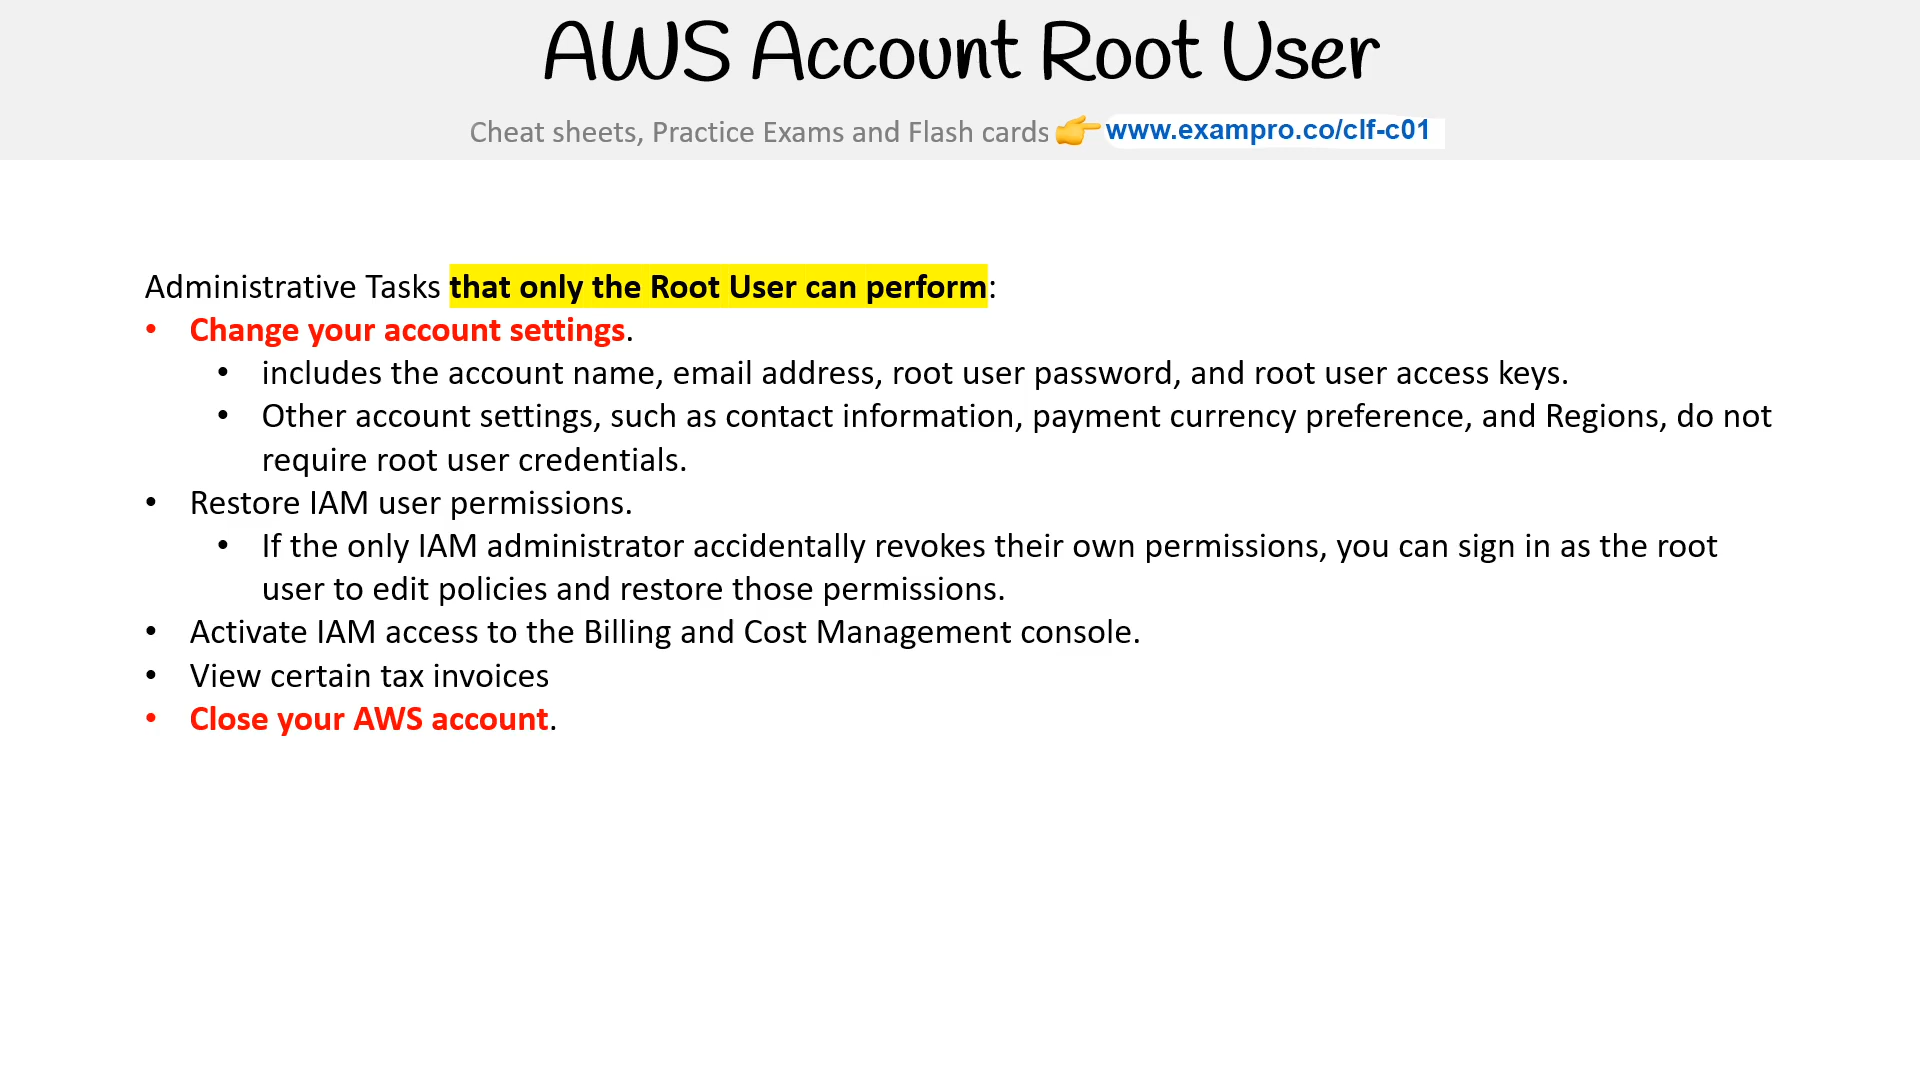 AWS Account Root User
Cheat sheets, Practice Exams and Flash cards 👉 www.exampro.co/clf-c01
Administrative Tasks that only the Root User can perform:
• Change your account settings.
• includes the account name, email address, root user password, and root user access keys.
• Other account settings, such as contact information, payment currency preference, and Regions, do not
require root user credentials.
• Restore IAM user permissions.
• If the only IAM administrator accidentally revokes their own permissions, you can sign in as the root
user to edit policies and restore those permissions.
• Activate IAM access to the Billing and Cost Management console.
• View certain tax invoices
• Close your AWS account.